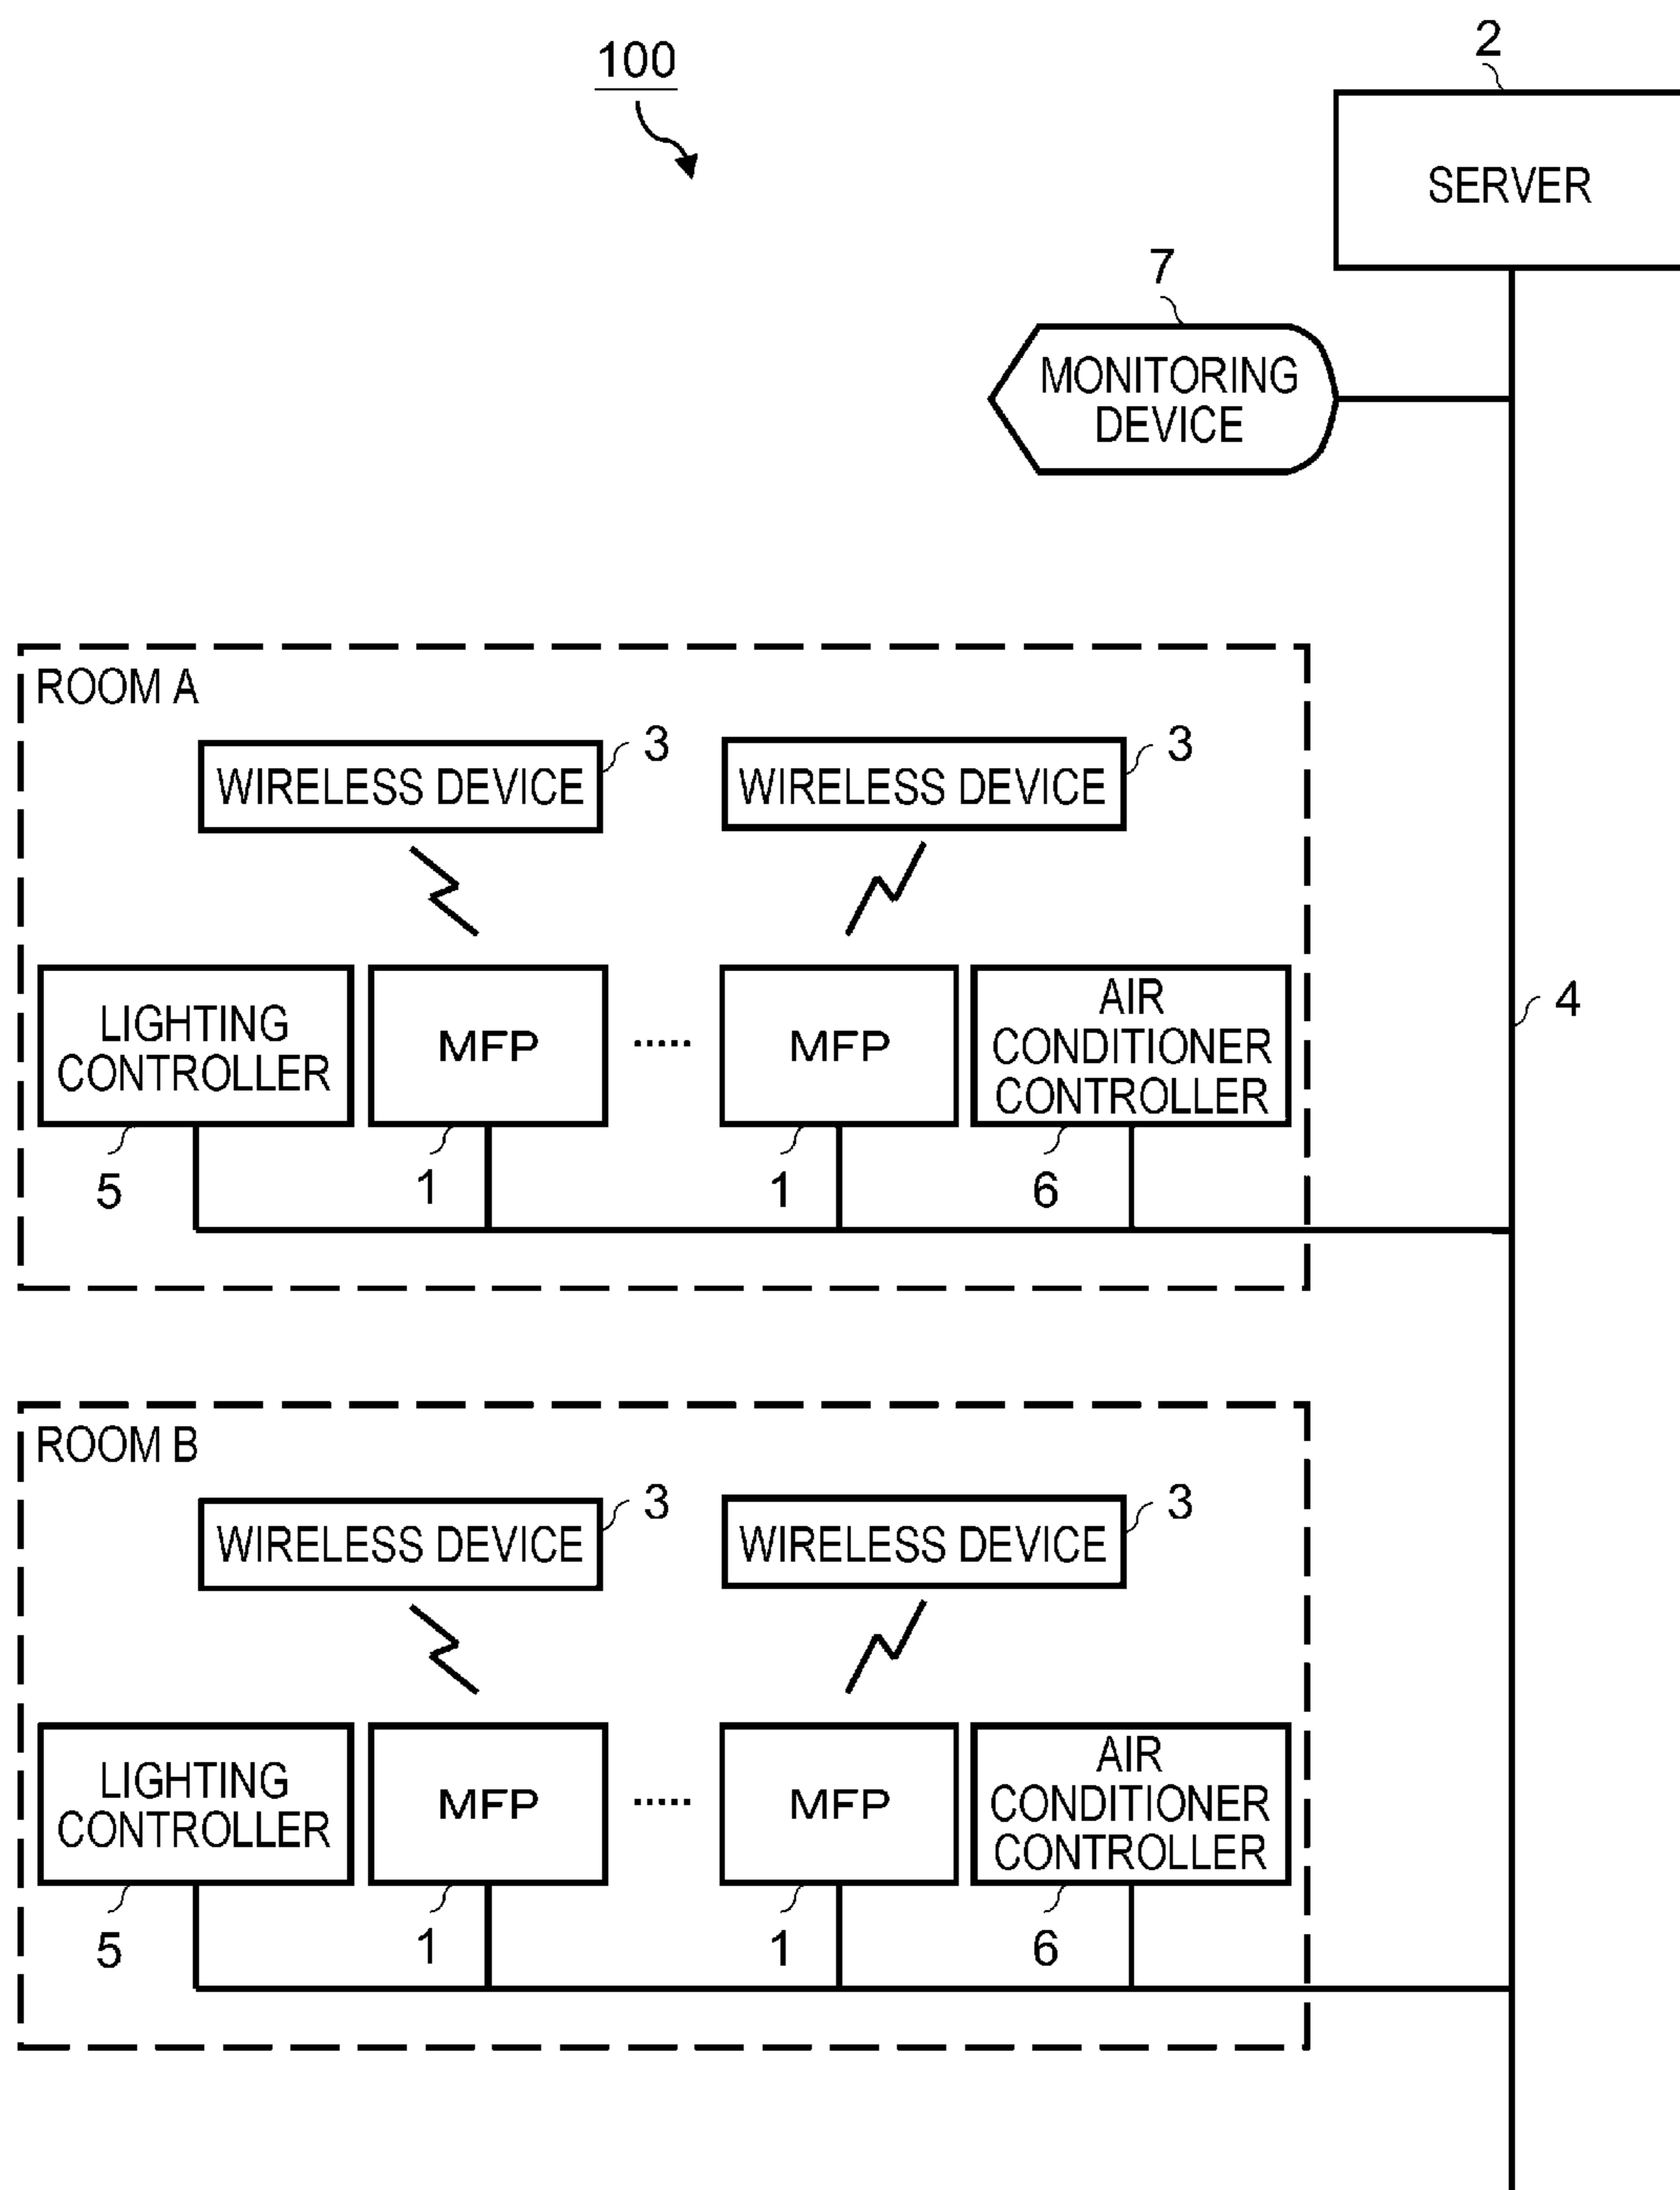 100
2
SERVER
7
MONITORING
DEVICE
ROOM A
WIRELESS DEVICE
3
WIRELESS DEVICE
3
LIGHTING
CONTROLLER
MFP
.....
MFP
AIR
CONDITIONER
CONTROLLER
4
5
1
1
6
ROOM B
WIRELESS DEVICE
3
WIRELESS DEVICE
3
LIGHTING
CONTROLLER
MFP
.....
MFP
AIR
CONDITIONER
CONTROLLER
5
1
1
6